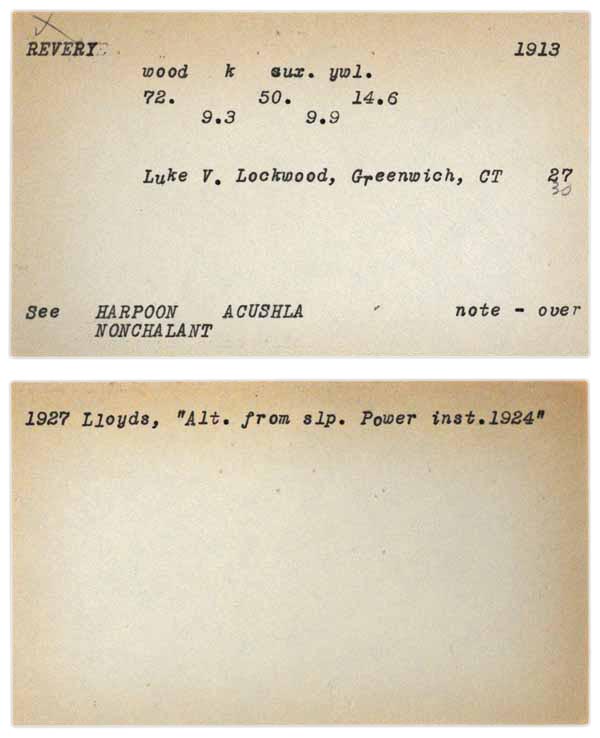 REVERY 1913
wood k aux. ywl.
72. 50. 14.6
9.3 9.9
Luke V. Lockwood, Greenwich, CT 27
30
See HARPOON ACUSHLA note - over
NONCHALANT
1927 Lloyds, "Alt. from slp. Power inst.1924"